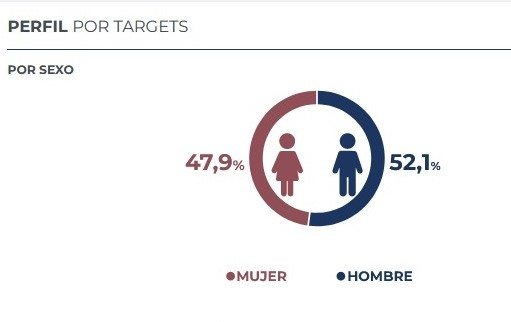 PERFIL POR TARGETS
POR SEXO
47,9%
52,1%
●MUJER
●HOMBRE